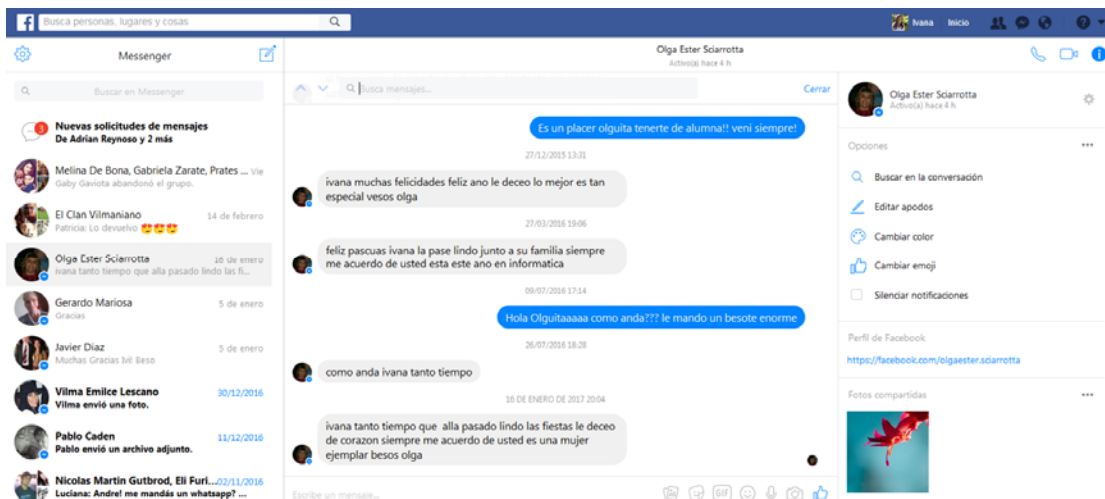 Busca personas, lugares y cosas
Ivana
Inicio
Messenger
Olga Ester Sciarrotta
Activo(a) hace 4 h
Buscar en Messenger
Busca mensajes...
Cerrar
3
Nuevas solicitudes de mensajes
De Adrian Reynoso y 2 más
Melina De Bona, Gabriela Zarate, Prates ... Vie
Gaby Gaviota abandonó el grupo.
El Clan Vilmaniano 14 de febrero
Patricia: Lo devuelvo 😍😍😍
Olga Ester Sciarrotta 16 de enero
ivana tanto tiempo que alla pasado lindo las fi...
Gerardo Mariosa 5 de enero
Gracias
Javier Diaz 5 de enero
Muchas Gracias Ivi! Beso
Vilma Emilce Lescano 30/12/2016
Vilma envió una foto.
Pablo Caden 11/12/2016
Pablo envió un archivo adjunto.
Nicolas Martin Gutbrod, Eli Furi...02/11/2016
Luciana: Andre! me mandás un whatsapp? ...
Es un placer olguita tenerte de alumna!! veni siempre!
27/12/2015 13:31
ivana muchas felicidades feliz ano le deceo lo mejor es tan
especial vesos olga
27/03/2016 19:06
feliz pascuas ivana la pase lindo junto a su familia siempre
me acuerdo de usted esta este ano en informatica
09/07/2016 17:14
Hola Olguitaaaaa como anda??? le mando un besote enorme
26/07/2016 18:28
como anda ivana tanto tiempo
16 DE ENERO DE 2017 20:04
ivana tanto tiempo que  alla pasado lindo las fiestas le deceo
de corazon siempre me acuerdo de usted es una mujer
ejemplar besos olga
Escribe un mensaje...
GIF
Olga Ester Sciarrotta
Activo(a) hace 4 h
Opciones
Buscar en la conversación
Editar apodos
Cambiar color
Cambiar emoji
Silenciar notificaciones
Perfil de Facebook
https://facebook.com/olgaester.sciarrotta
Fotos compartidas